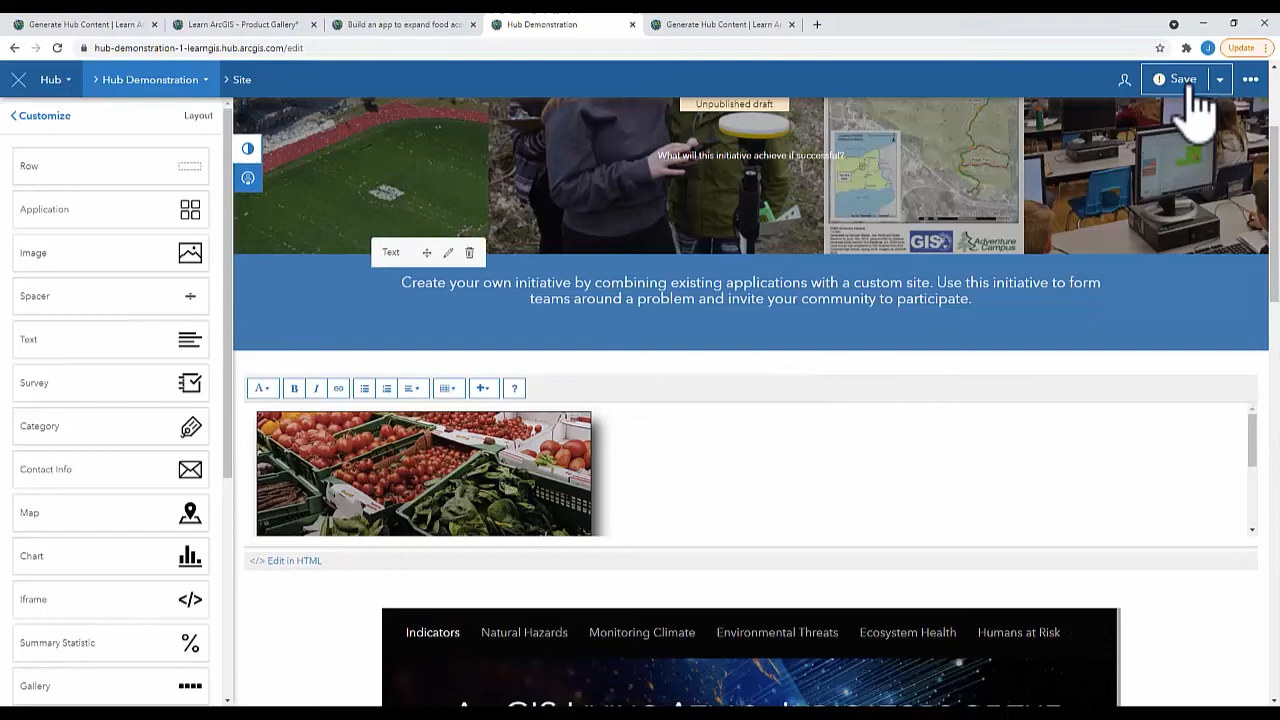 Generate Hub Content | Learn Ar
Learn ArcGIS - Product Gallery*
Build an app to expand food acc
Hub Demonstration
Generate Hub Content | Learn Ar
hub-demonstration-1-learngis.hub.arcgis.com/edit
J
Update
Hub
Hub Demonstration
Site
Save
Customize
Layout
Row
Application
Image
Spacer
Text
Survey
Category
Contact Info
Map
Chart
Iframe
Summary Statistic
Gallery
Unpublished draft
What will this initiative achieve if successful?
GIS
Adventure
Campus
Text
Create your own initiative by combining existing applications with a custom site. Use this initiative to form
teams around a problem and invite your community to participate.
A B I ?
</> Edit in HTML
Indicators Natural Hazards Monitoring Climate Environmental Threats Ecosystem Health Humans at Risk